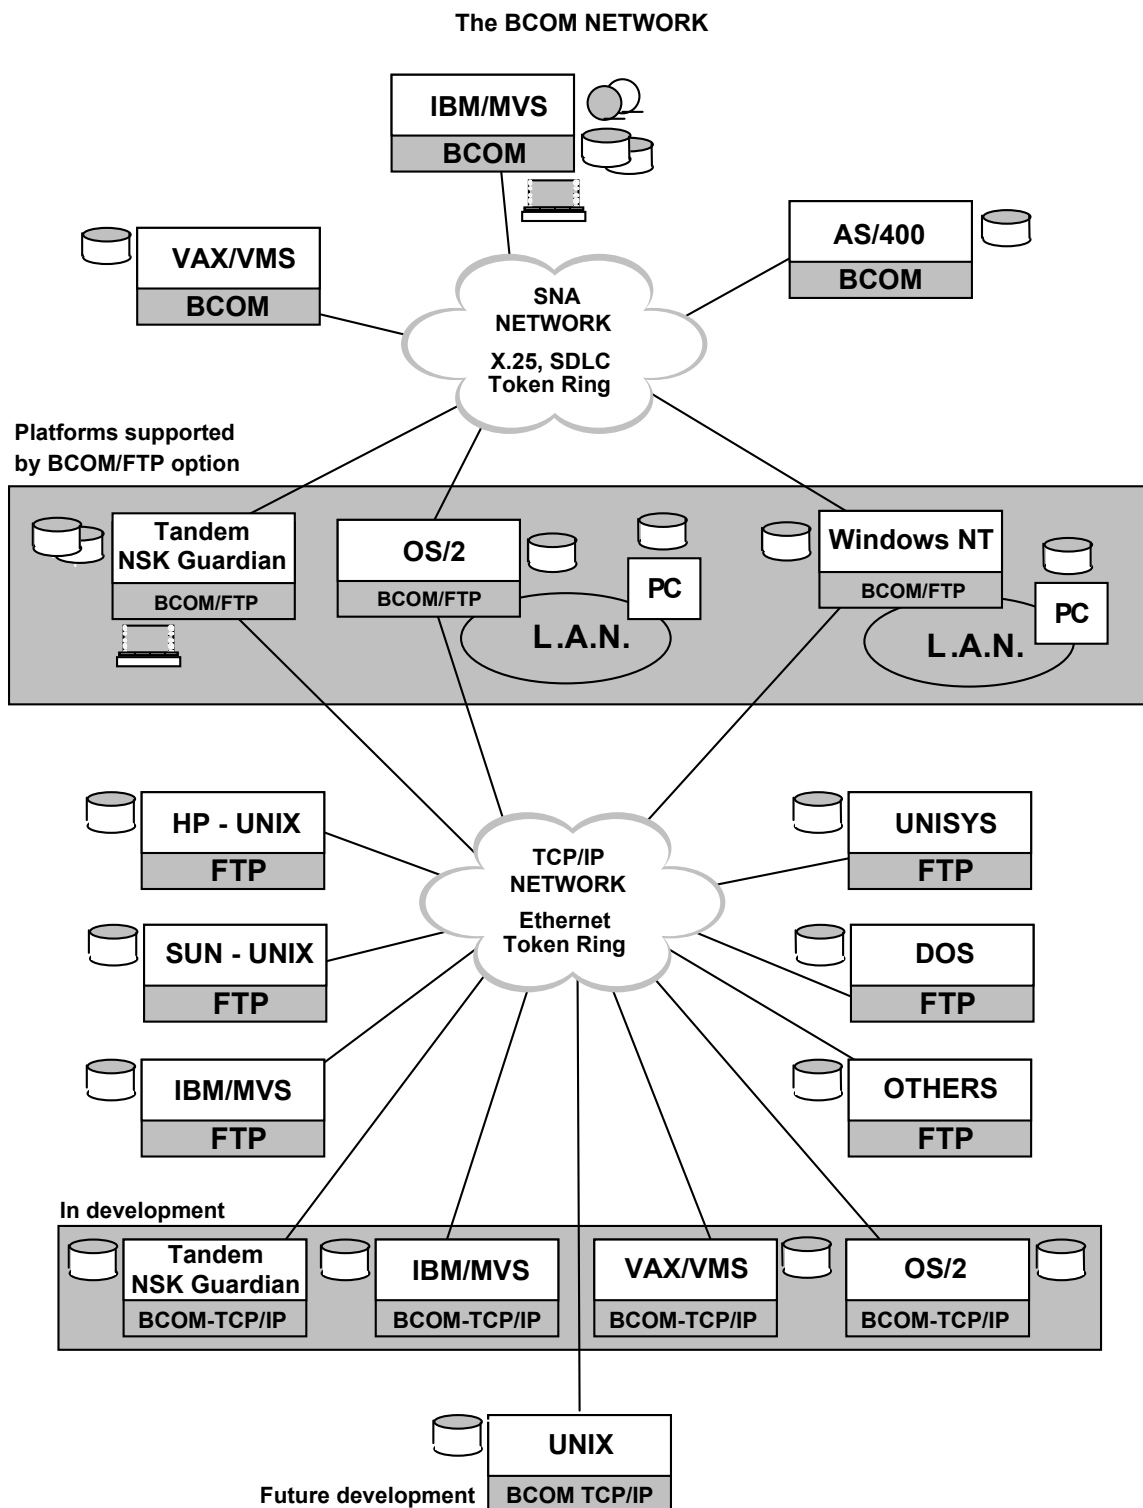 The BCOM NETWORK
IBM/MVS
BCOM
VAX/VMS
BCOM
AS/400
BCOM
SNA
NETWORK
X.25, SDLC
Token Ring
Platforms supported
by BCOM/FTP option
Tandem
NSK Guardian
BCOM/FTP
OS/2
BCOM/FTP
PC
L.A.N.
Windows NT
BCOM/FTP
PC
L.A.N.
HP - UNIX
FTP
UNISYS
FTP
TCP/IP
NETWORK
Ethernet
Token Ring
SUN - UNIX
FTP
DOS
FTP
IBM/MVS
FTP
OTHERS
FTP
In development
Tandem
NSK Guardian
BCOM-TCP/IP
IBM/MVS
BCOM-TCP/IP
VAX/VMS
BCOM-TCP/IP
OS/2
BCOM-TCP/IP
UNIX
BCOM TCP/IP
Future development